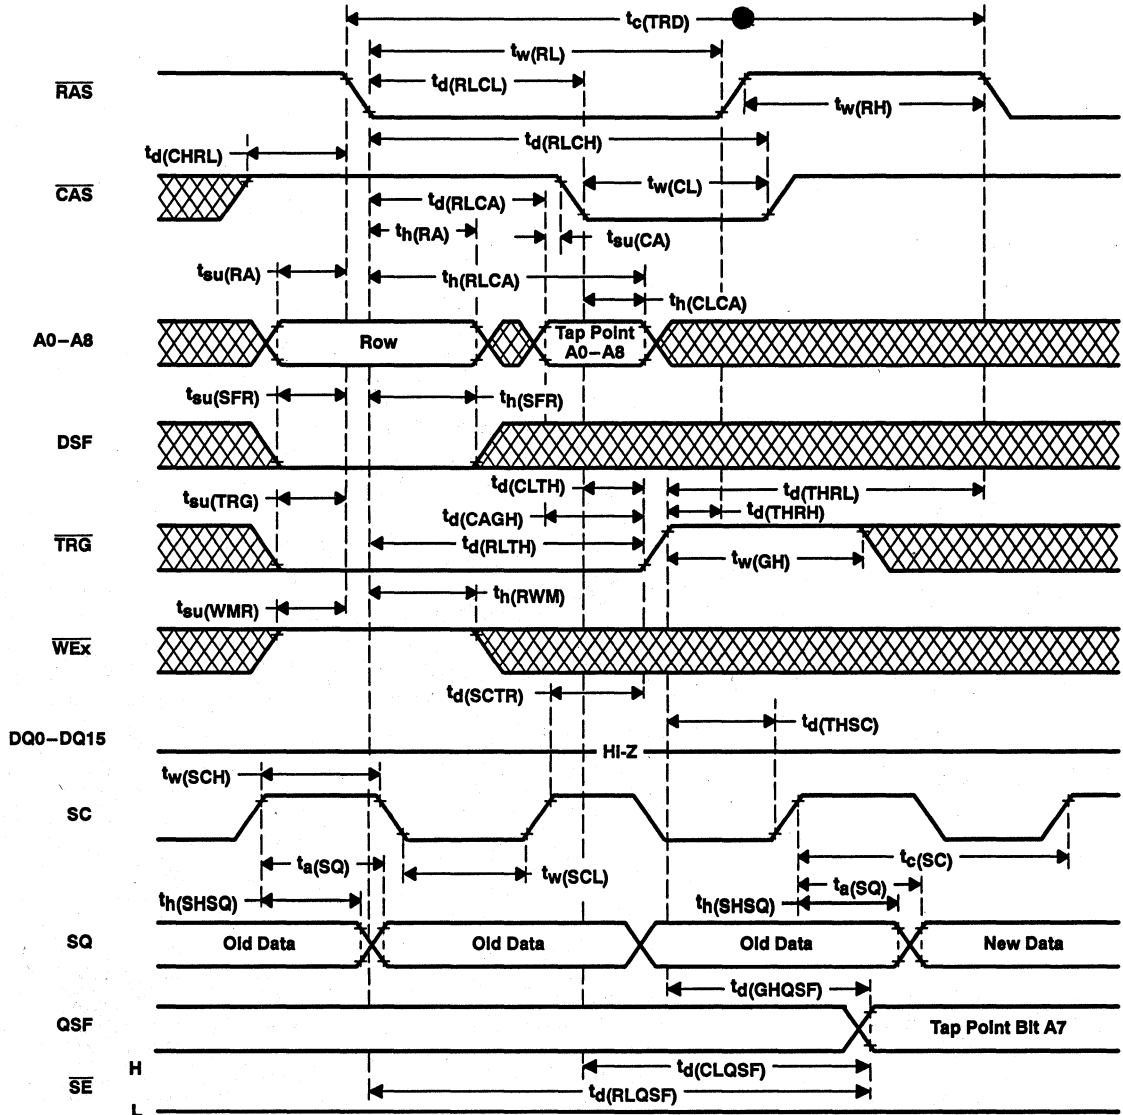 tc(TRD)
tw(RL)
RAS
td(RLCL)
tw(RH)
td(RLCH)
td(CHRL)
CAS
tw(CL)
td(RLCA)
th(RA)
tsu(CA)
tsu(RA)
th(RLCA)
th(CLCA)
A0–A8
Row
Tap Point
A0–A8
tsu(SFR)
th(SFR)
DSF
td(CLTH)
td(THRL)
tsu(TRG)
td(CAGH)
td(THRH)
TRG
td(RLTH)
tw(GH)
th(RWM)
tsu(WMR)
WEx
td(SCTR)
td(THSC)
DQ0–DQ15
Hi-Z
tw(SCH)
SC
ta(SQ)
tw(SCL)
tc(SC)
ta(SQ)
th(SHSQ)
th(SHSQ)
SQ
Old Data
Old Data
Old Data
New Data
td(GHQSF)
QSF
Tap Point Bit A7
H
td(CLQSF)
SE
td(RLQSF)
L